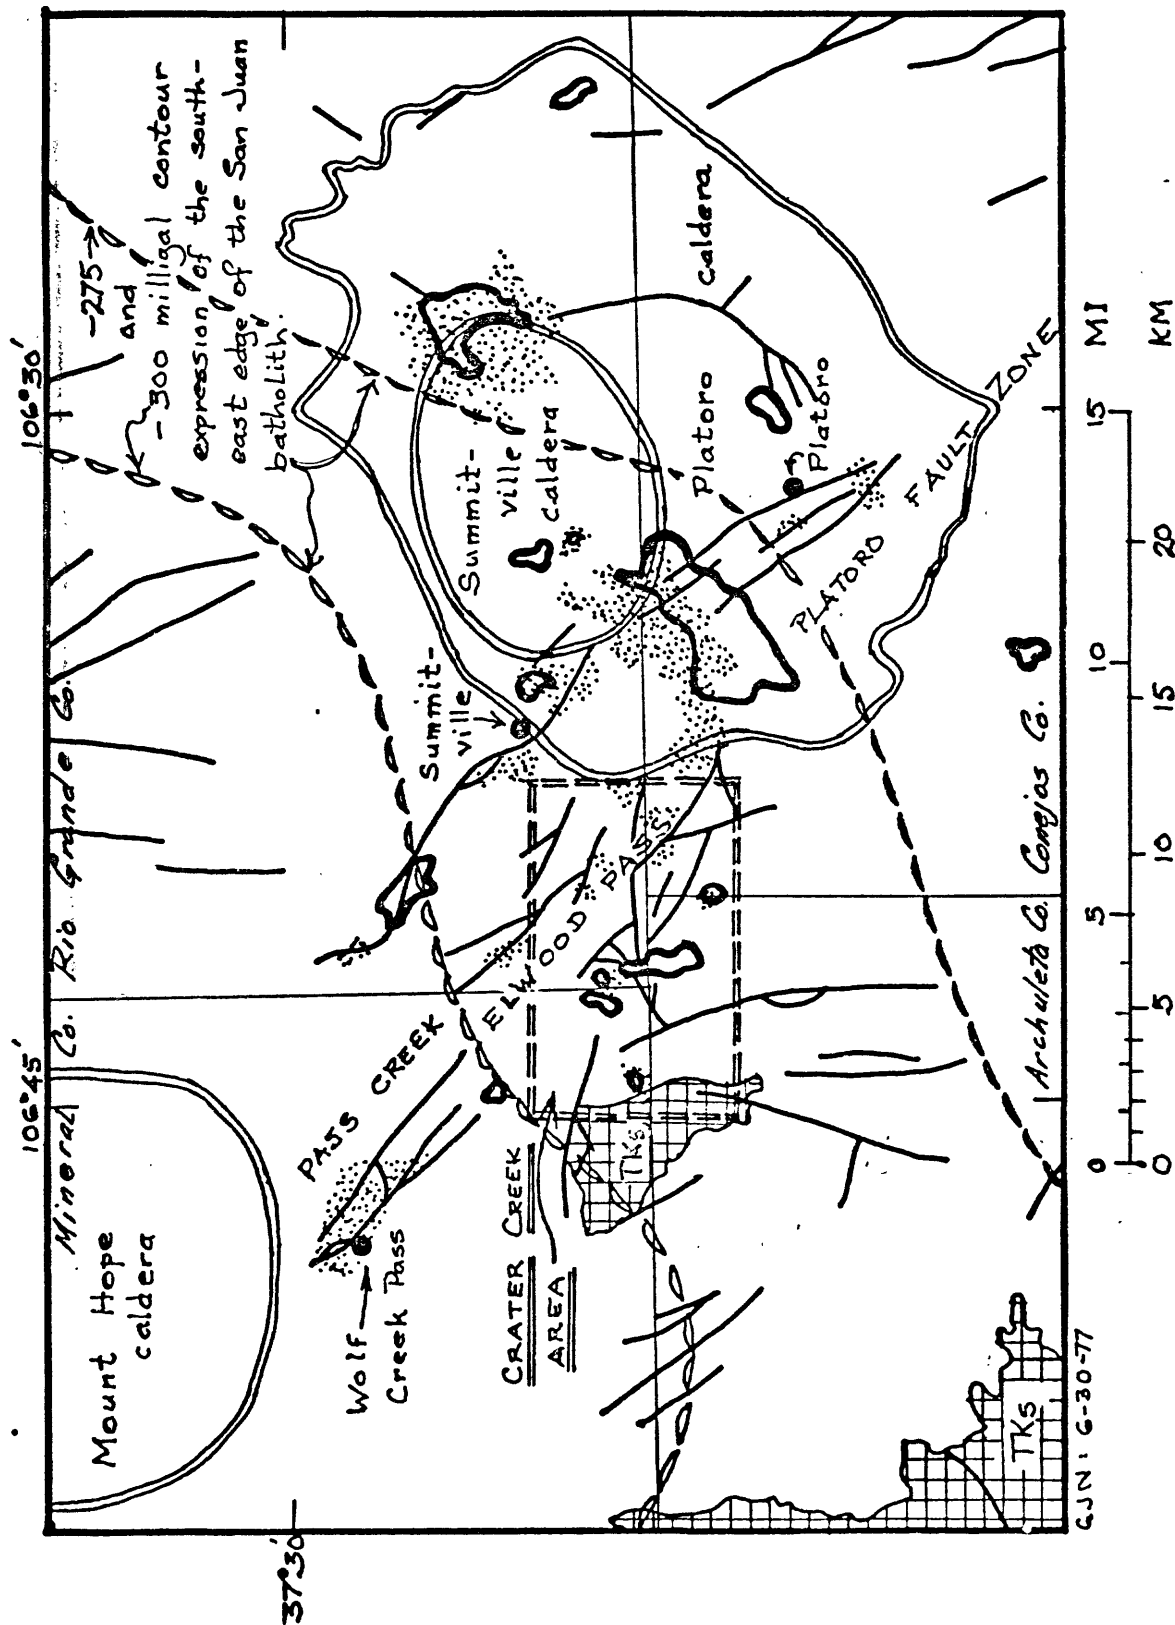 106°45'
106°30'
37°30'
Mineral Co.
Rio Grande Co.
Mount Hope
caldera
-275→
and
-300 milligal contour
expression of the south-
east edge of the San Juan
batholith.
Wolf
Creek Pass
PASS CREEK
ELWOOD PASS
Summit-
ville
Summit-
ville
caldera
Platoro caldera
Platoro
PLATORO FAULT ZONE
CRATER CREEK
AREA
TKs
TKs
Archuleta Co.
Conejos Co.
GJN: 6-30-77
0 5 10 15 MI
0 5 10 15 20 KM